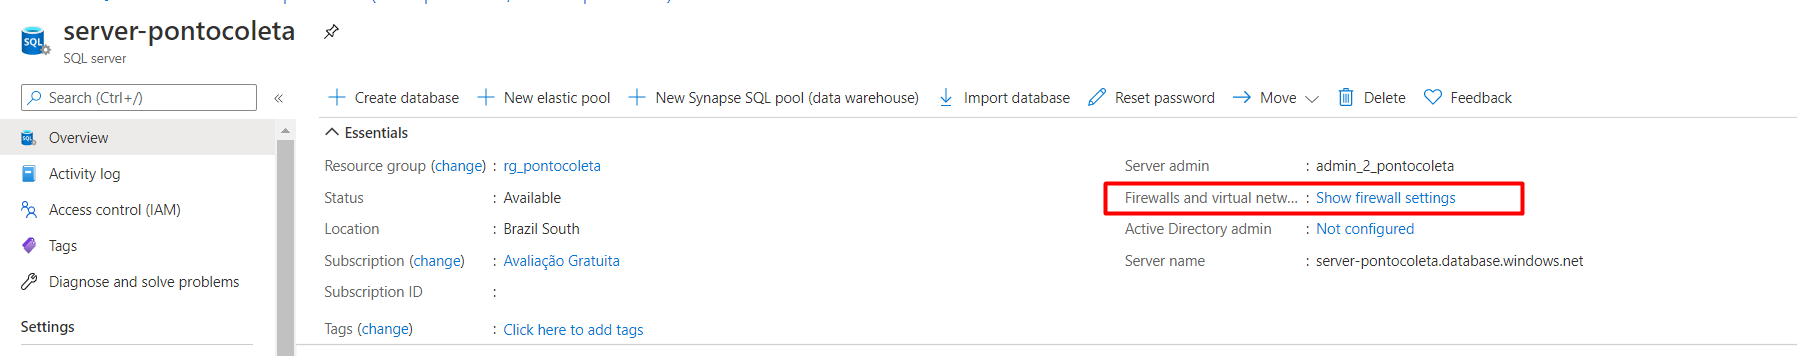 server-pontocoleta
SQL
SQL server
Search (Ctrl+/)
«
Create database
New elastic pool
New Synapse SQL pool (data warehouse)
Import database
Reset password
Move
Delete
Feedback
Overview
Activity log
Access control (IAM)
Tags
Diagnose and solve problems
Settings
Essentials
Resource group (change) : rg_pontocoleta
Status : Available
Location : Brazil South
Subscription (change) : Avaliação Gratuita
Subscription ID :
Tags (change) : Click here to add tags
Server admin : admin_2_pontocoleta
Firewalls and virtual netw... : Show firewall settings
Active Directory admin : Not configured
Server name : server-pontocoleta.database.windows.net